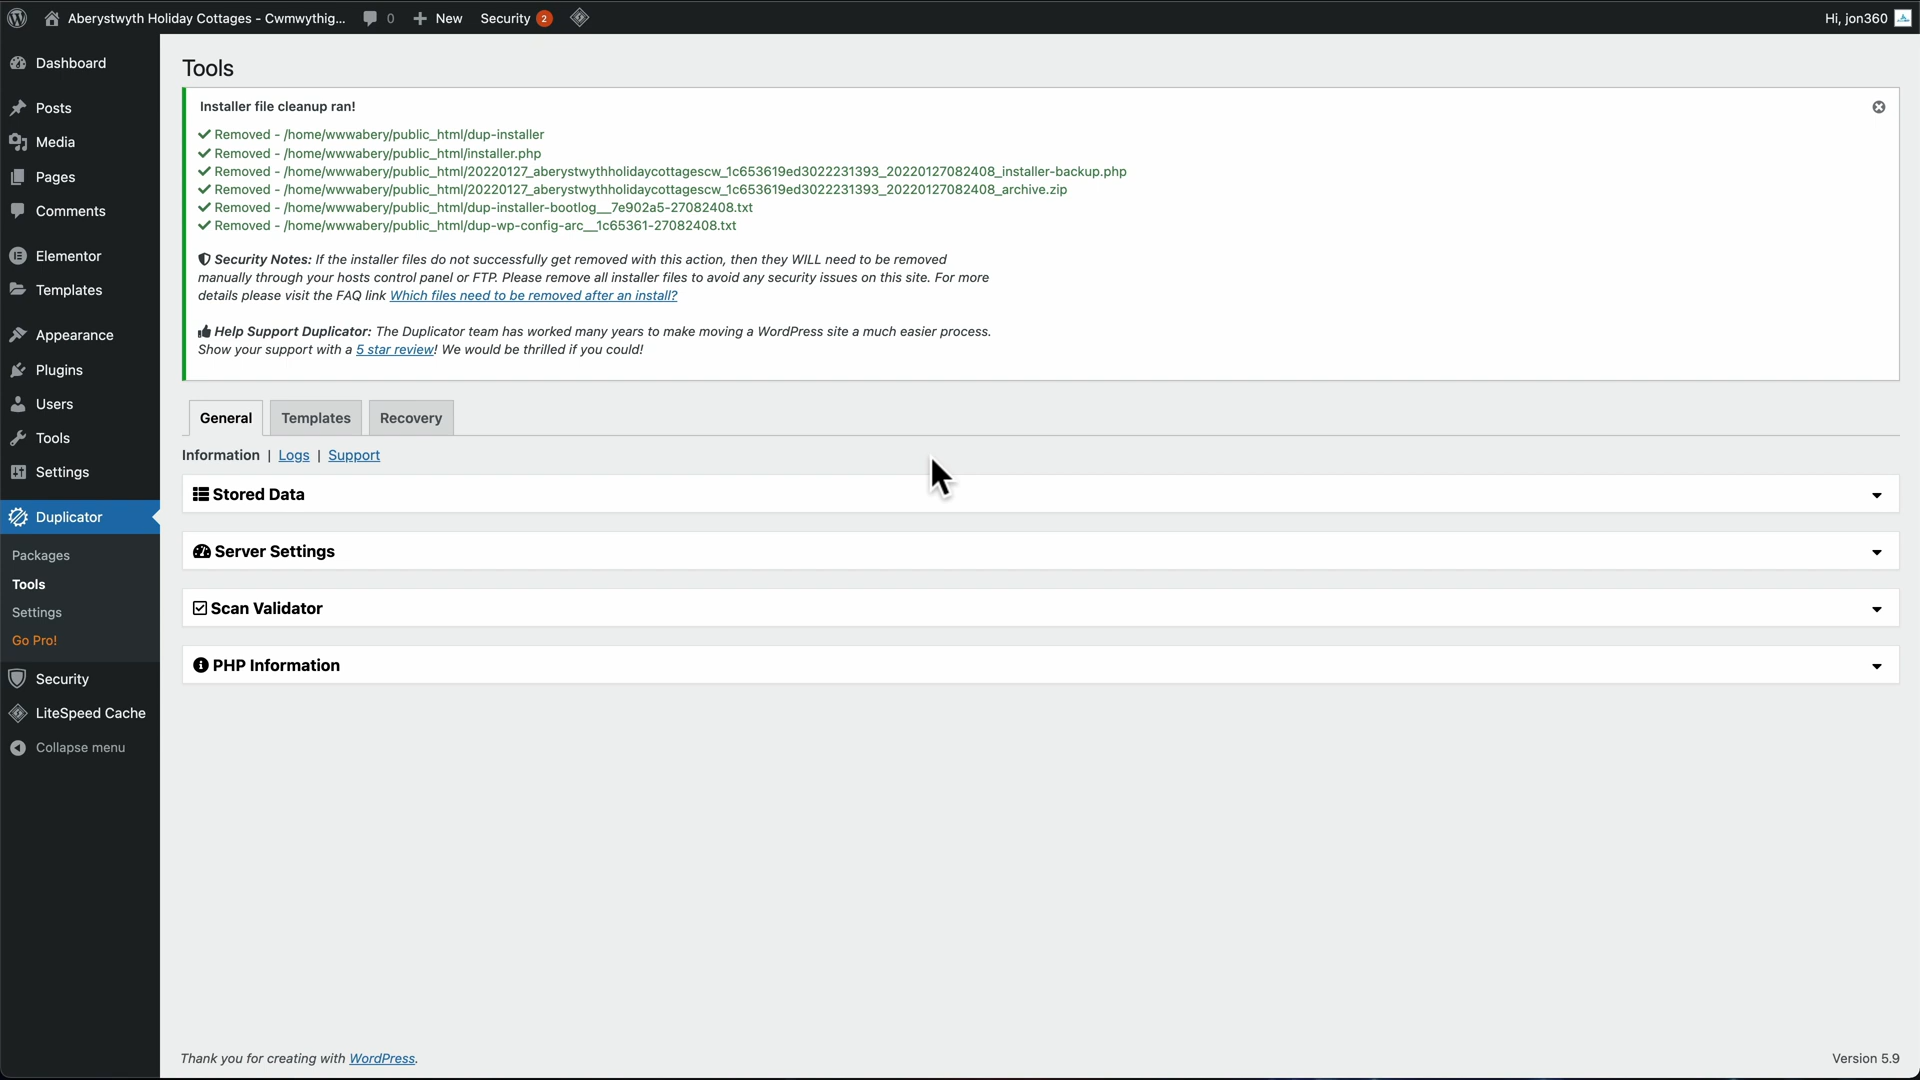 Aberystwyth Holiday Cottages - Cwmwythig... 0 New Security 2 Hi, jon360
Dashboard
Posts
Media
Pages
Comments
Elementor
Templates
Appearance
Plugins
Users
Tools
Settings
Duplicator
Packages
Tools
Settings
Go Pro!
Security
LiteSpeed Cache
Collapse menu
Tools
Installer file cleanup ran!
Removed - /home/wwwabery/public_html/dup-installer
Removed - /home/wwwabery/public_html/installer.php
Removed - /home/wwwabery/public_html/20220127_aberystwythholidaycottagescw_1c653619ed3022231393_20220127082408_installer-backup.php
Removed - /home/wwwabery/public_html/20220127_aberystwythholidaycottagescw_1c653619ed3022231393_20220127082408_archive.zip
Removed - /home/wwwabery/public_html/dup-installer-bootlog__7e902a5-27082408.txt
Removed - /home/wwwabery/public_html/dup-wp-config-arc__1c65361-27082408.txt
Security Notes: If the installer files do not successfully get removed with this action, then they WILL need to be removed
manually through your hosts control panel or FTP. Please remove all installer files to avoid any security issues on this site. For more
details please visit the FAQ link Which files need to be removed after an install?
Help Support Duplicator: The Duplicator team has worked many years to make moving a WordPress site a much easier process.
Show your support with a 5 star review! We would be thrilled if you could!
General Templates Recovery
Information | Logs | Support
Stored Data
Server Settings
Scan Validator
PHP Information
Thank you for creating with WordPress.
Version 5.9